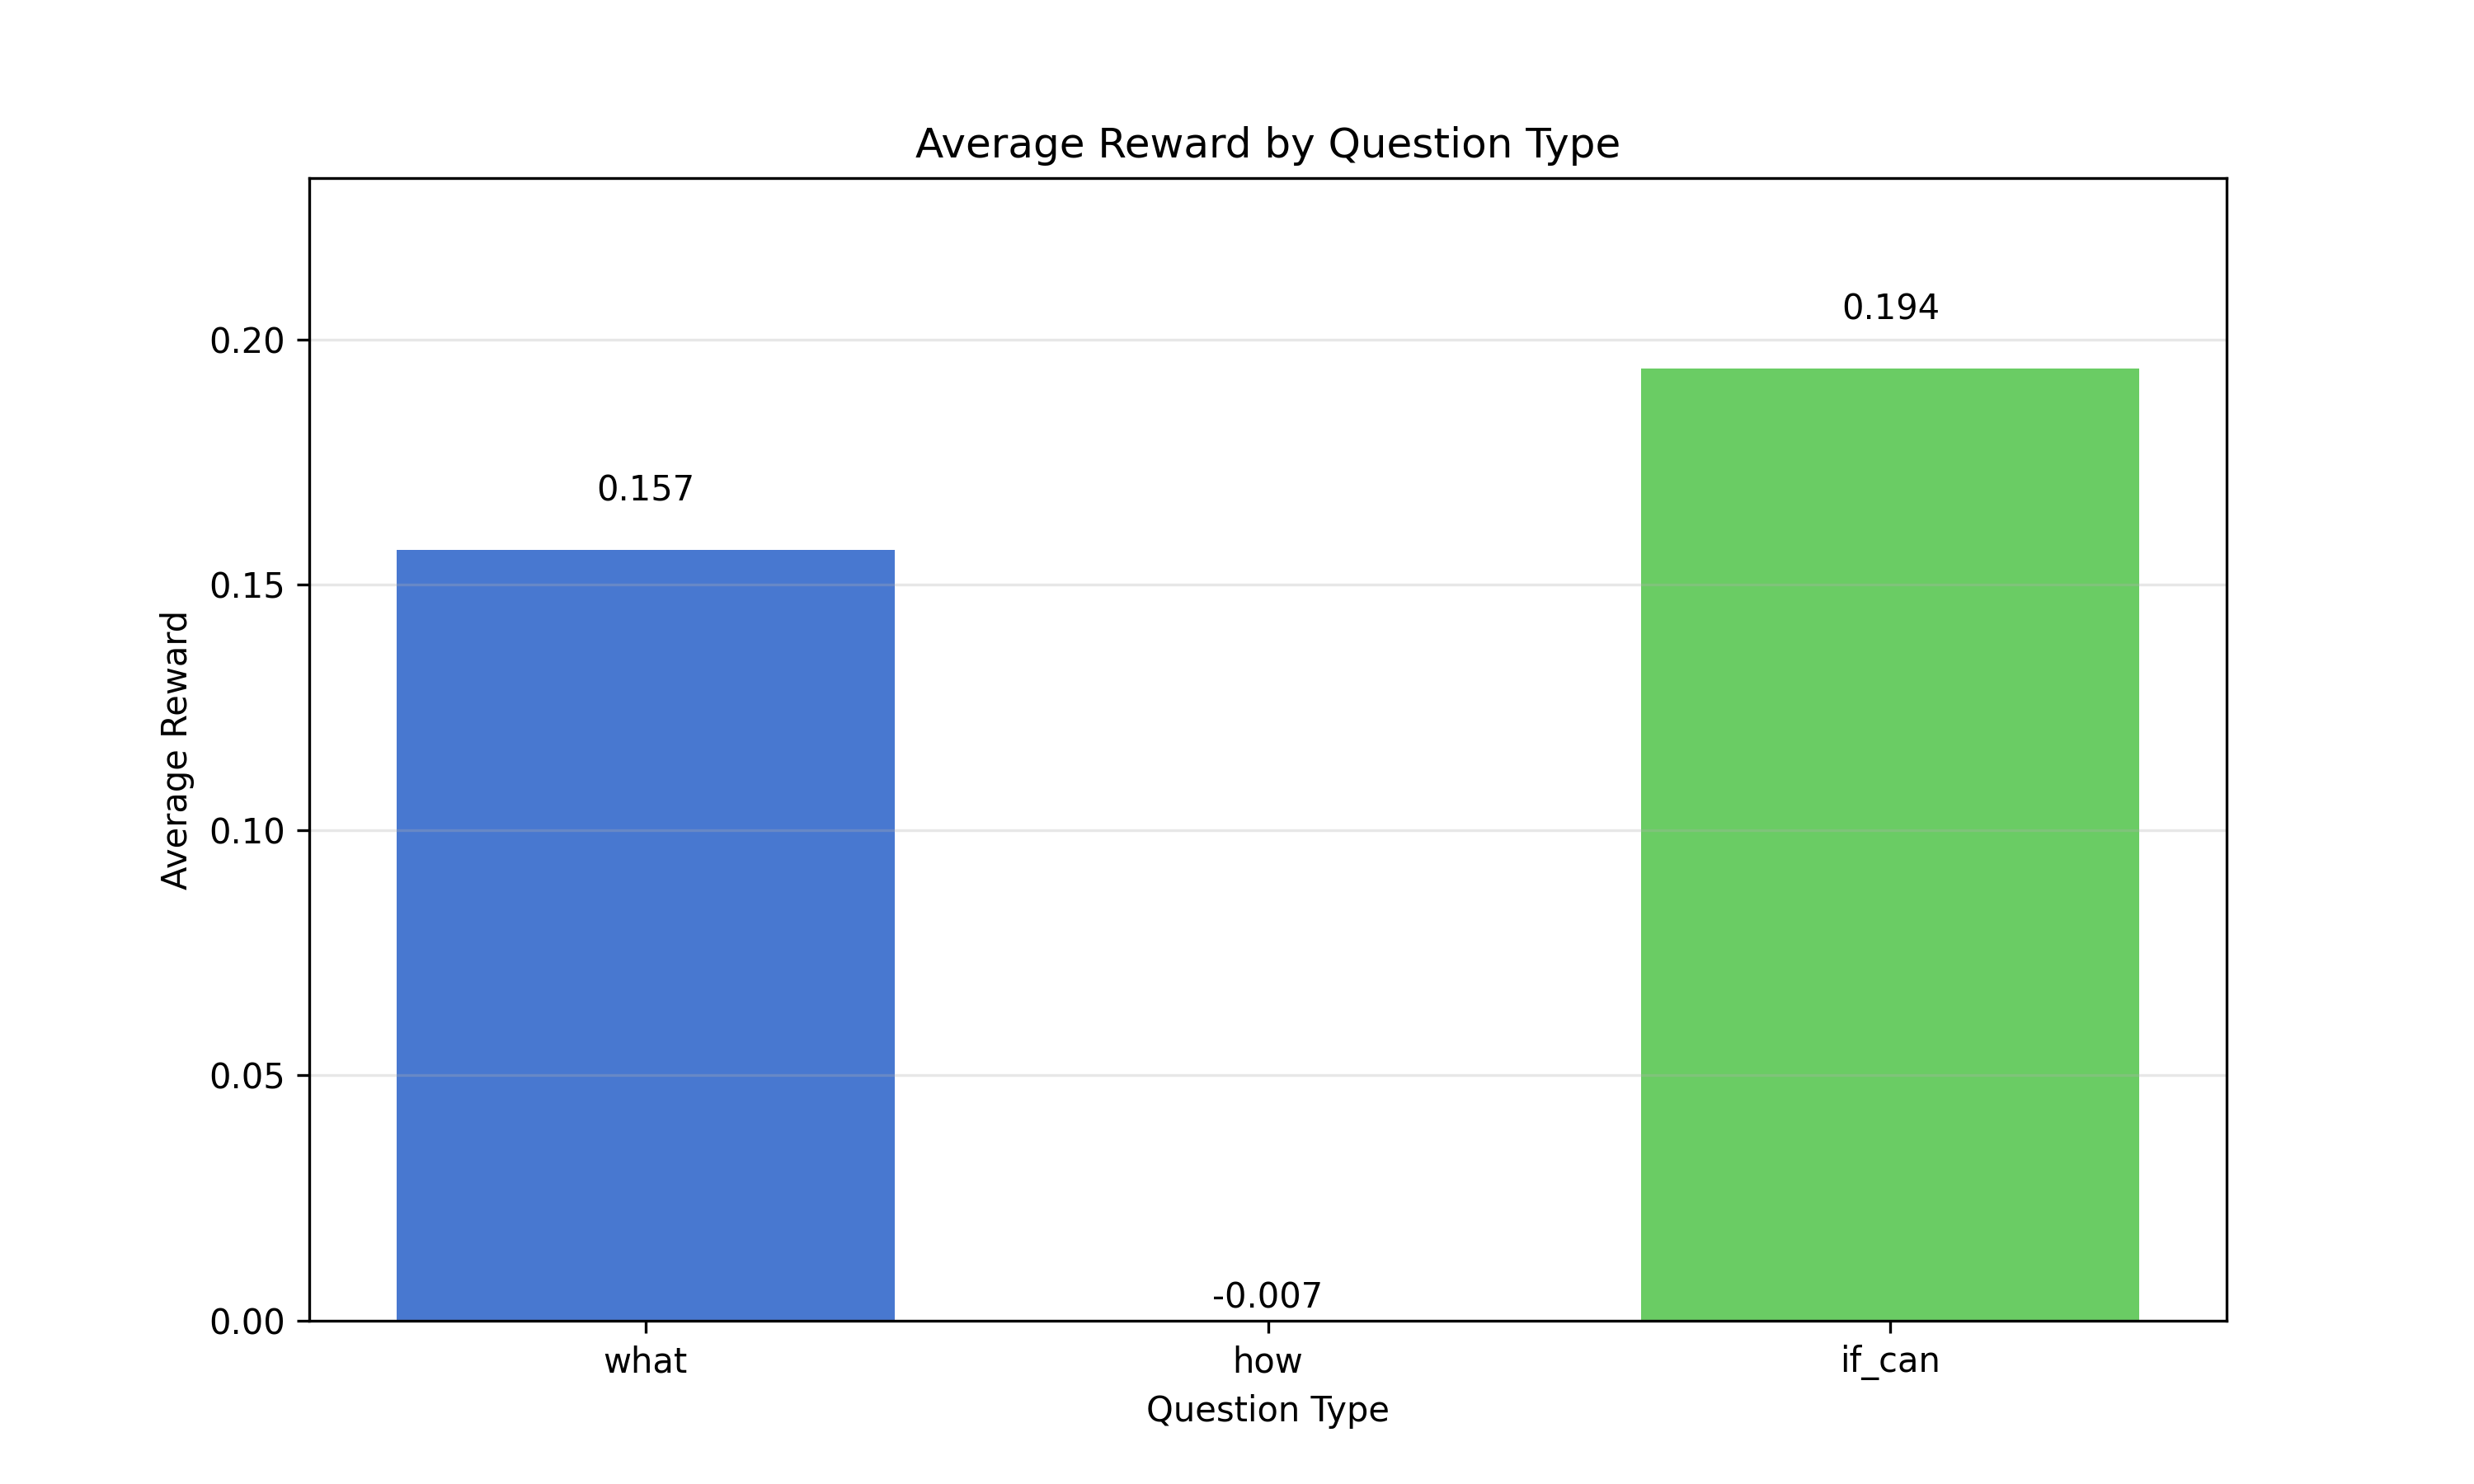 Average Reward by Question Type
Average Reward
0.20
0.15
0.10
0.05
0.00
0.157
-0.007
0.194
what
how
if_can
Question Type